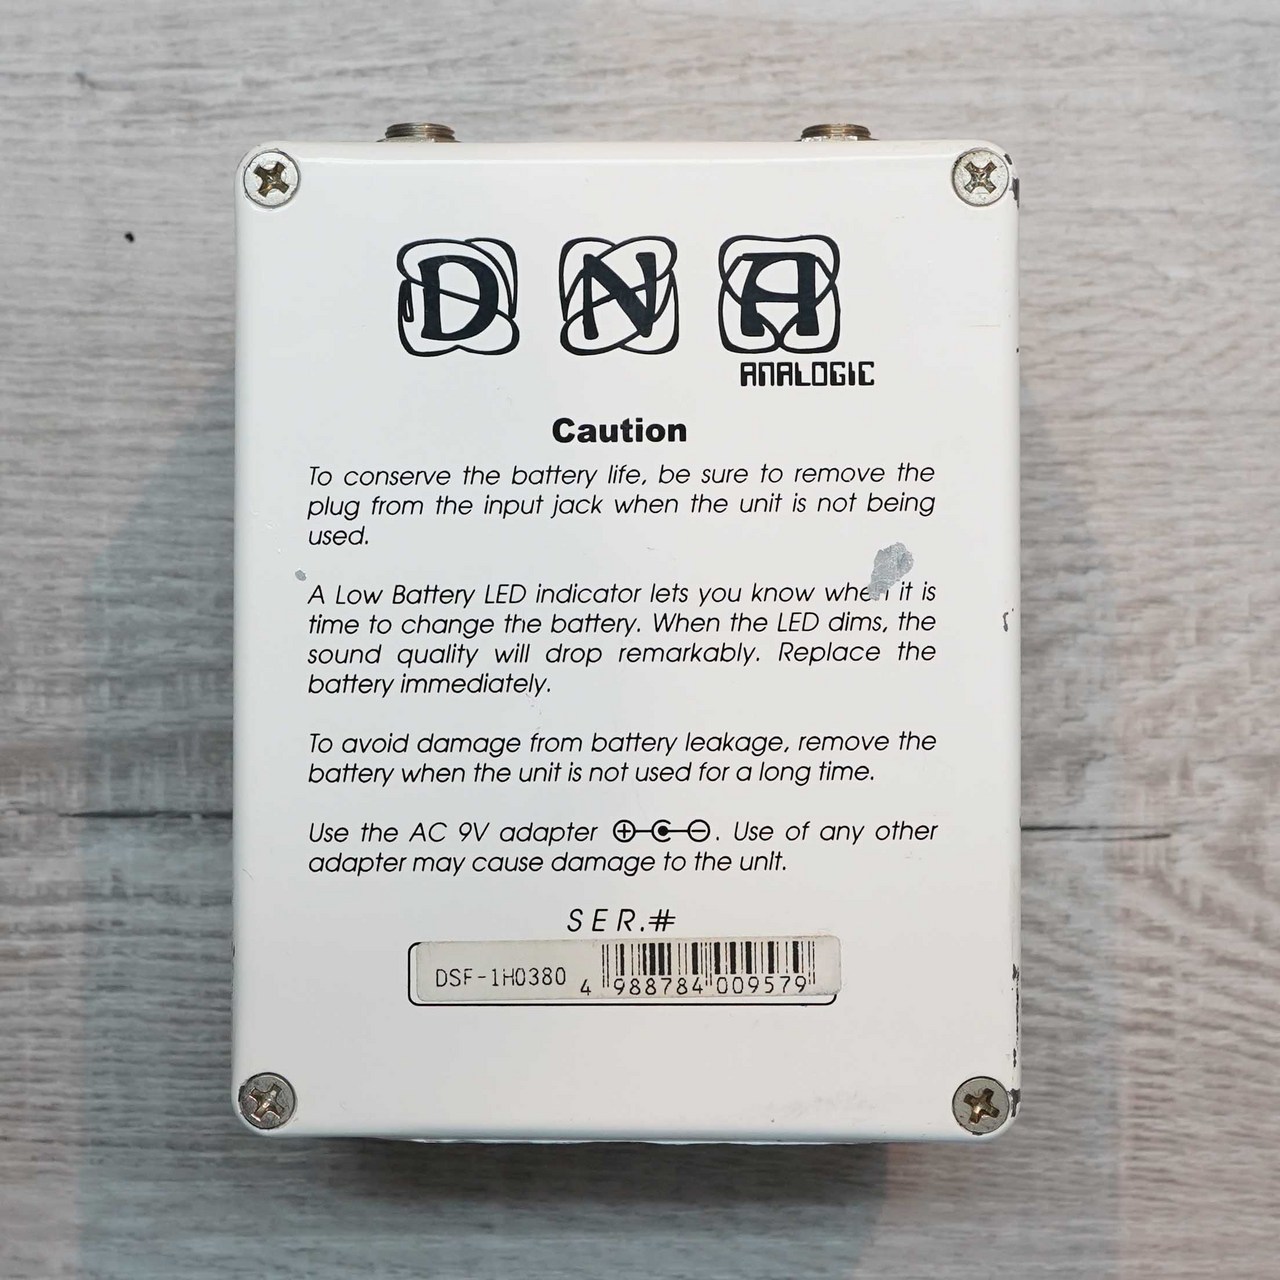 DNA
ANALOGIC
Caution
To conserve the battery life, be sure to remove the
plug from the input jack when the unit is not being
used.
A Low Battery LED indicator lets you know when it is
time to change the battery. When the LED dims, the
sound quality will drop remarkably. Replace the
battery immediately.
To avoid damage from battery leakage, remove the
battery when the unit is not used for a long time.
Use the AC 9V adapter ⊕-C-⊖. Use of any other
adapter may cause damage to the unit.
SER.#
DSF-1H0380 4 988784 009579